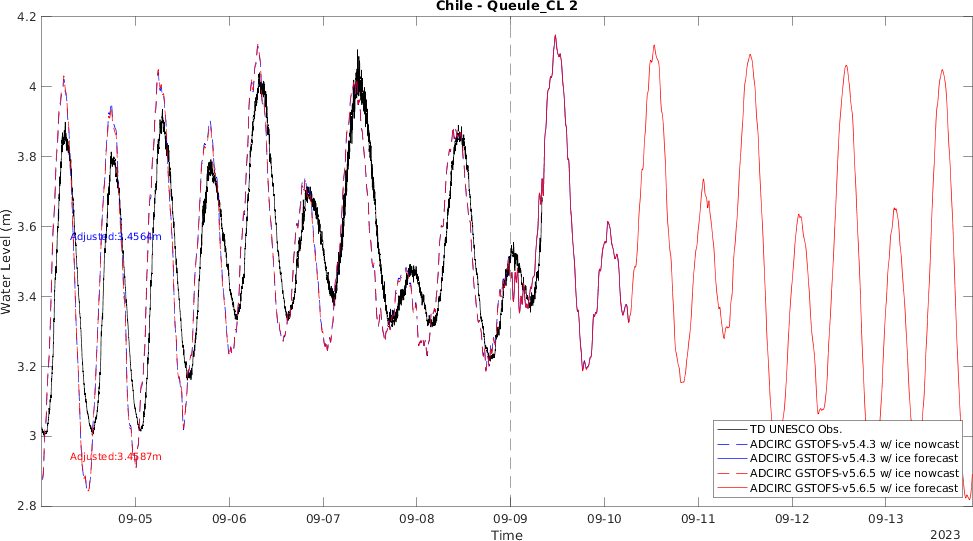 Chile - Queule_CL 2
4.2
4
3.8
3.6
3.4
3.2
3
2.8
Water Level (m)
Adjusted:3.4564m
Adjusted:3.4587m
TD UNESCO Obs.
ADCIRC GSTOFS-v5.4.3 w/ ice nowcast
ADCIRC GSTOFS-v5.4.3 w/ ice forecast
ADCIRC GSTOFS-v5.6.5 w/ ice nowcast
ADCIRC GSTOFS-v5.6.5 w/ ice forecast
09-05 09-06 09-07 09-08 09-09 09-10 09-11 09-12 09-13
Time
2023